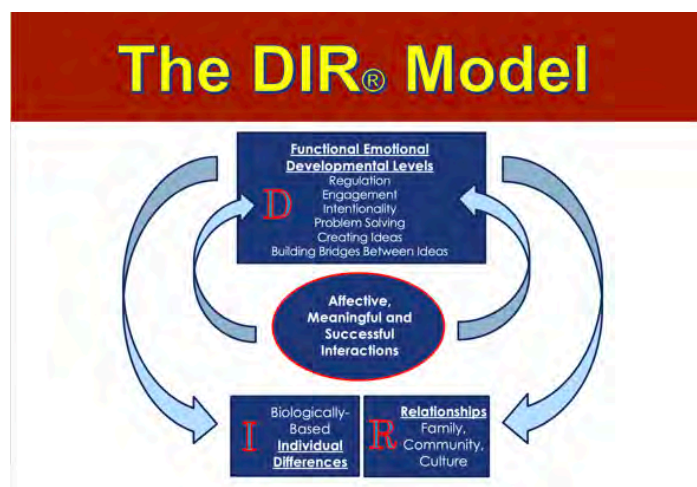 The DIR® Model
Functional Emotional
Developmental Levels
Regulation
Engagement
Intentionality
Problem Solving
Creating Ideas
Building Bridges Between Ideas
D
Affective,
Meaningful and
Successful
Interactions
I
Biologically-
Based
Individual
Differences
R
Relationships
Family,
Community,
Culture